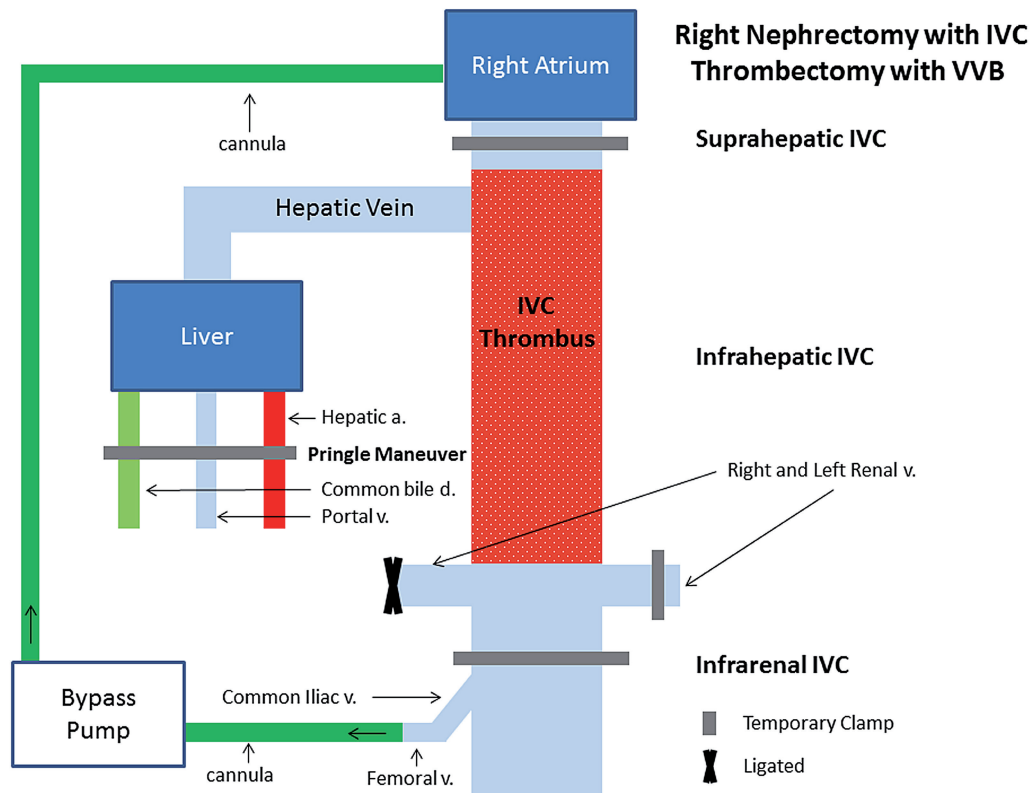 Right Nephrectomy with IVC
Thrombectomy with VVB
Right Atrium
cannula
Suprahepatic IVC
Hepatic Vein
IVC
Thrombus
Liver
Infrahepatic IVC
Hepatic a.
Pringle Maneuver
Right and Left Renal v.
Common bile d.
Portal v.
Infrarenal IVC
Bypass
Pump
Common Iliac v.
Temporary Clamp
cannula
Femoral v.
Ligated